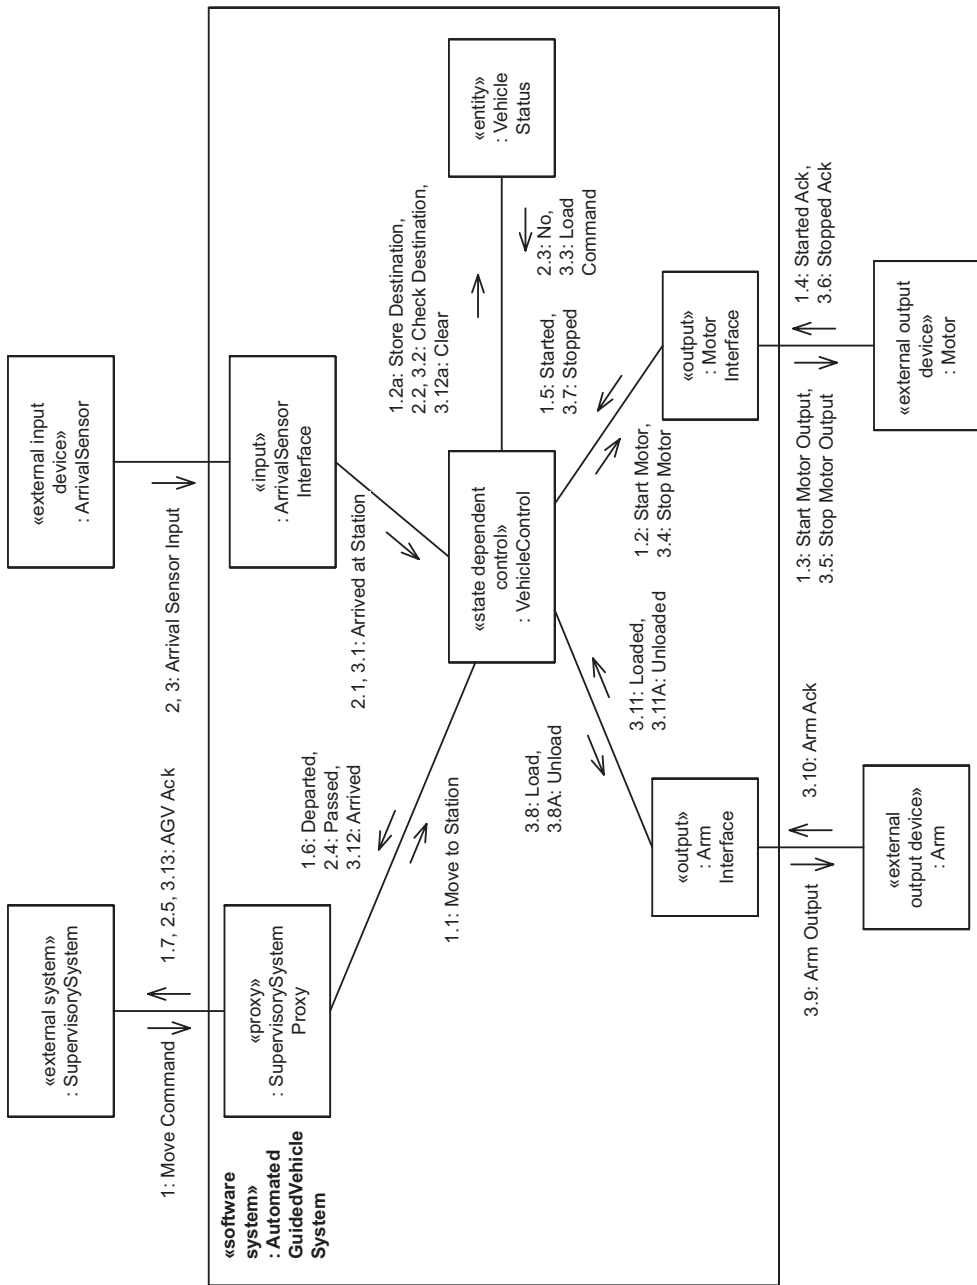 «external system»
: SupervisorySystem
«external input
device»
: ArrivalSensor
1: Move Command
1.7, 2.5, 3.13: AGV Ack
2, 3: Arrival Sensor Input
«software
system»
: Automated
GuidedVehicle
System
«proxy»
: SupervisorySystem
Proxy
«input»
: ArrivalSensor
Interface
1.6: Departed,
2.4: Passed,
3.12: Arrived
1.1: Move to Station
2.1, 3.1: Arrived at Station
1.2a: Store Destination,
2.2, 3.2: Check Destination,
3.12a: Clear
«state dependent
control»
: VehicleControl
«entity»
: Vehicle
Status
2.3: No,
3.3: Load
Command
3.8: Load,
3.8A: Unload
3.11: Loaded,
3.11A: Unloaded
1.5: Started,
3.7: Stopped
1.2: Start Motor,
3.4: Stop Motor
«output»
: Arm
Interface
«output»
: Motor
Interface
3.9: Arm Output
3.10: Arm Ack
1.3: Start Motor Output,
3.5: Stop Motor Output
1.4: Started Ack,
3.6: Stopped Ack
«external
output device»
: Arm
«external output
device»
: Motor